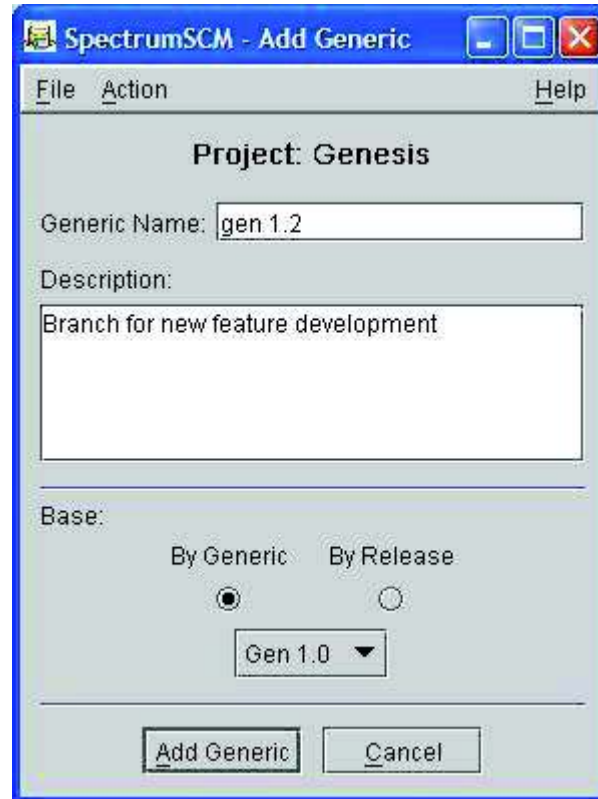 SpectrumSCM - Add Generic
File Action Help
Project: Genesis
Generic Name: gen 1.2
Description:
Branch for new feature development
Base:
By Generic By Release
Gen 1.0
Add Generic Cancel